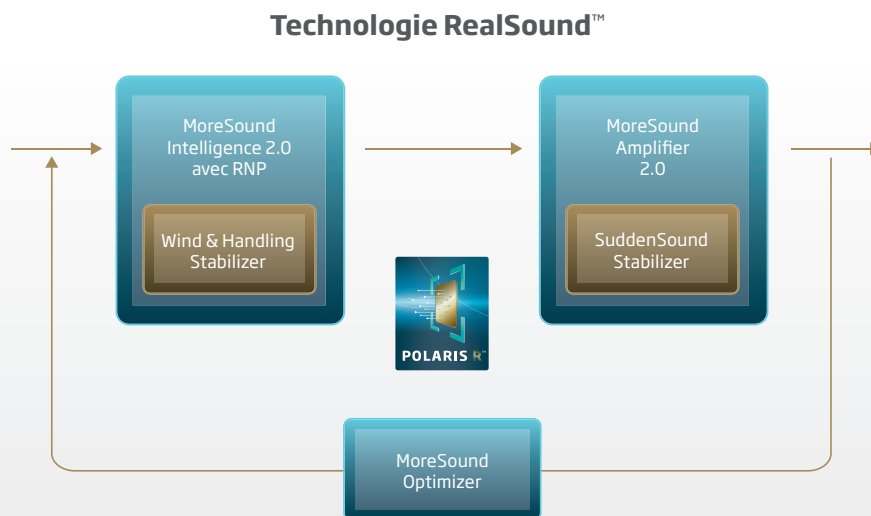 Technologie RealSound™
MoreSound
Intelligence 2.0
avec RNP
Wind & Handling
Stabilizer
MoreSound
Amplifier
2.0
SuddenSound
Stabilizer
POLARIS R™
MoreSound
Optimizer